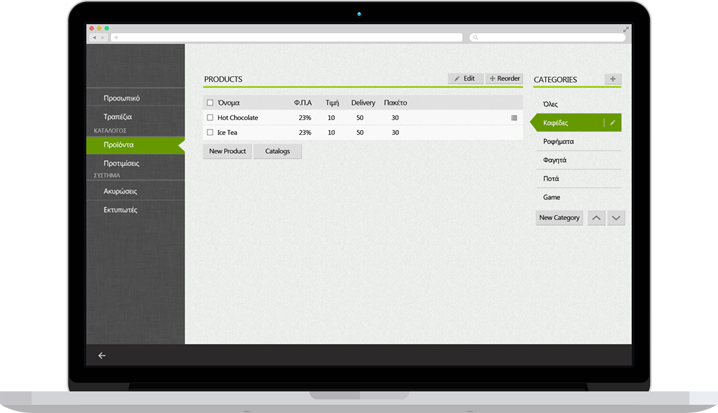 Προσωπικό
Τραπέζια
ΚΑΤΑΛΟΓΟΣ
Προϊόντα
Προτιμίσεις
ΣΥΣΤΗΜΑ
Ακυρώσεις
Εκτυπωτές
PRODUCTS
Edit
Reorder
Όνομα Φ.Π.Α Τιμή Delivery Πακέτο
Hot Chocolate 23% 10 50 30
Ice Tea 23% 10 50 30
New Product Catalogs
CATEGORIES
Όλες
Καφέδες
Ροφήματα
Φαγητά
Ποτά
Game
New Category